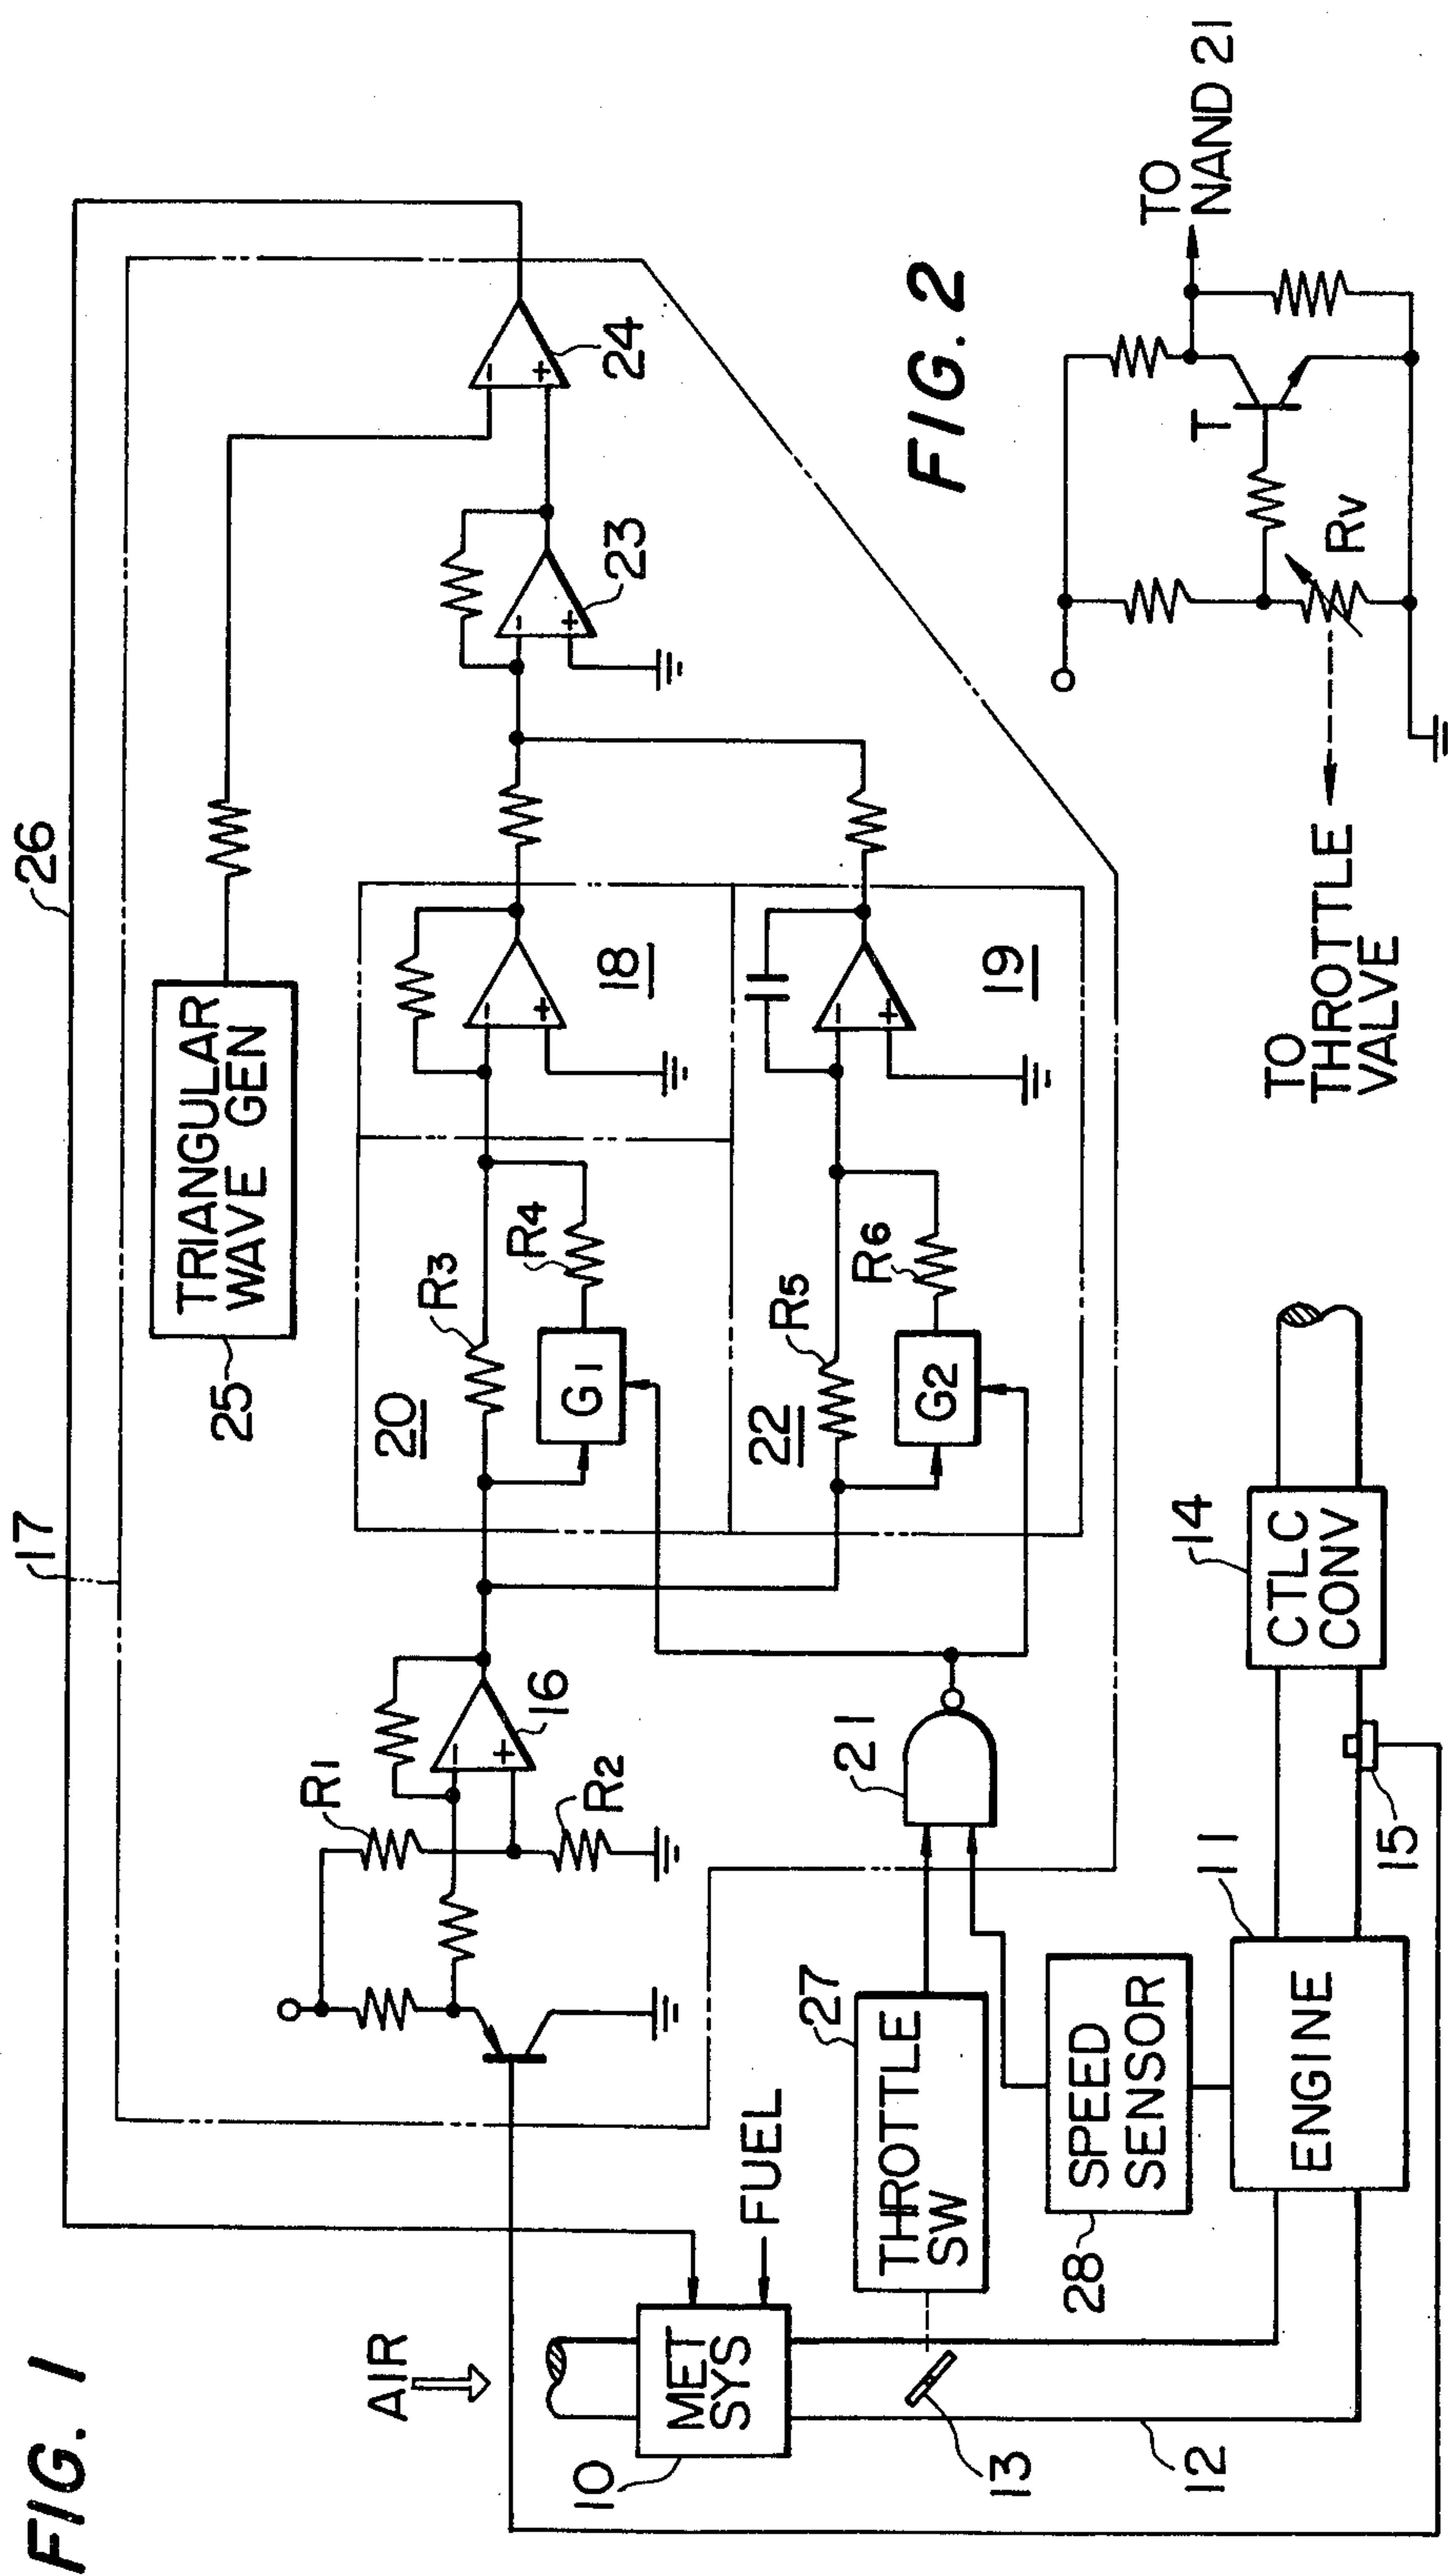 FIG. 1
17
26
TRIANGULAR
WAVE GEN
25
R1
R2
16
20
R3
R4
G1
18
22
R5
R6
G2
19
23
24
21
AIR
FUEL
MET
SYS
10
13
12
THROTTLE
SW
27
SPEED
SENSOR
28
ENGINE
11
15
CTLC
CONV
14
FIG. 2
TO
NAND 21
T
Rv
TO
THROTTLE
VALVE
−
+
−
+
−
+
−
+
−
+